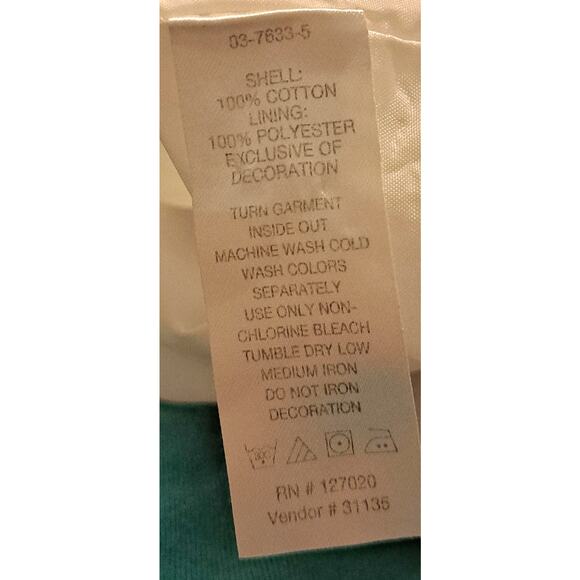 03-7633-5
SHELL:
100% COTTON
LINING:
100% POLYESTER
EXCLUSIVE OF
DECORATION
TURN GARMENT
INSIDE OUT
MACHINE WASH COLD
WASH COLORS
SEPARATELY
USE ONLY NON-
CHLORINE BLEACH
TUMBLE DRY LOW
MEDIUM IRON
DO NOT IRON
DECORATION
RN # 127020
Vendor # 31135